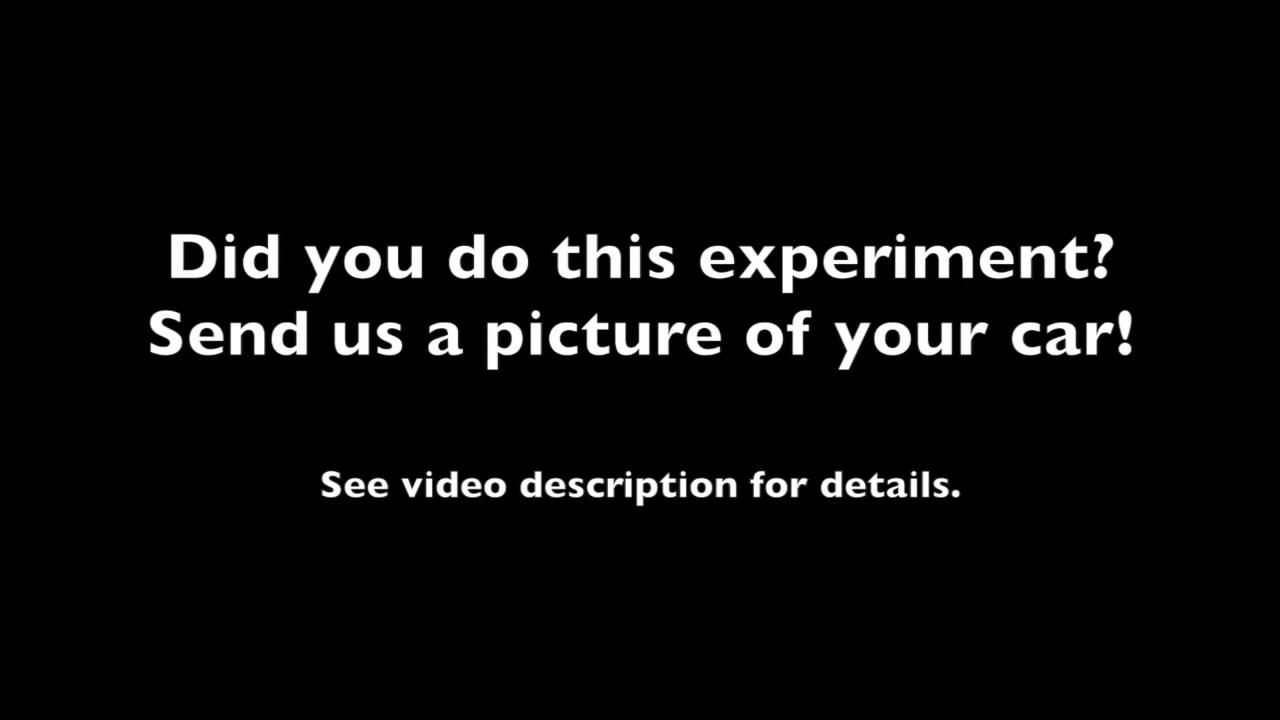 Did you do this experiment?
Send us a picture of your car!
See video description for details.